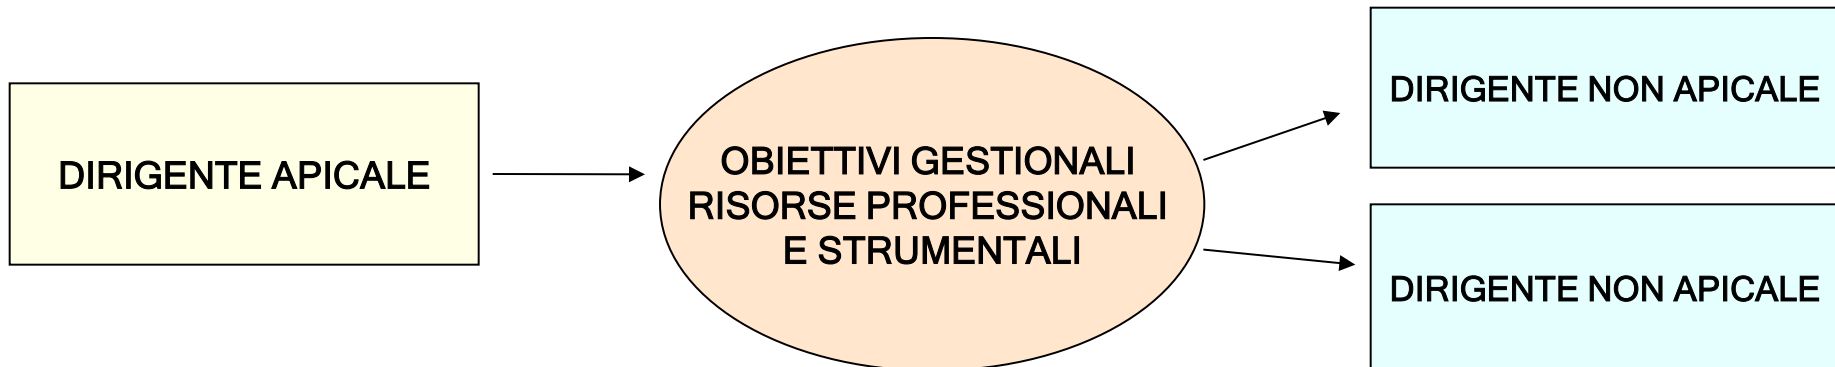 DIRIGENTE APICALE
OBIETTIVI GESTIONALI
RISORSE PROFESSIONALI
E STRUMENTALI
DIRIGENTE NON APICALE
DIRIGENTE NON APICALE